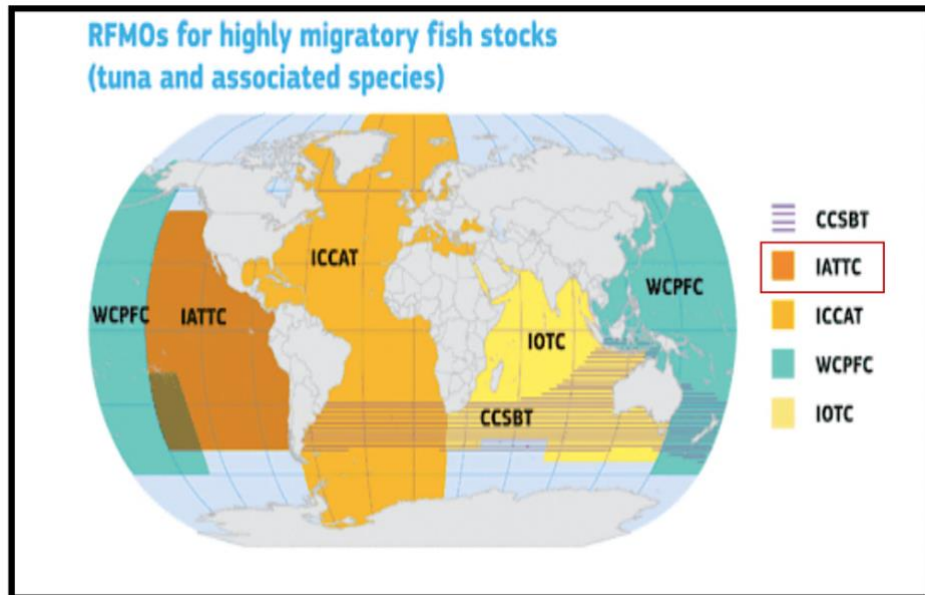 RFMOs for highly migratory fish stocks
(tuna and associated species)
ICCAT
WCPFC
IATTC
IOTC
WCPFC
CCSBT
CCSBT
IATTC
ICCAT
WCPFC
IOTC